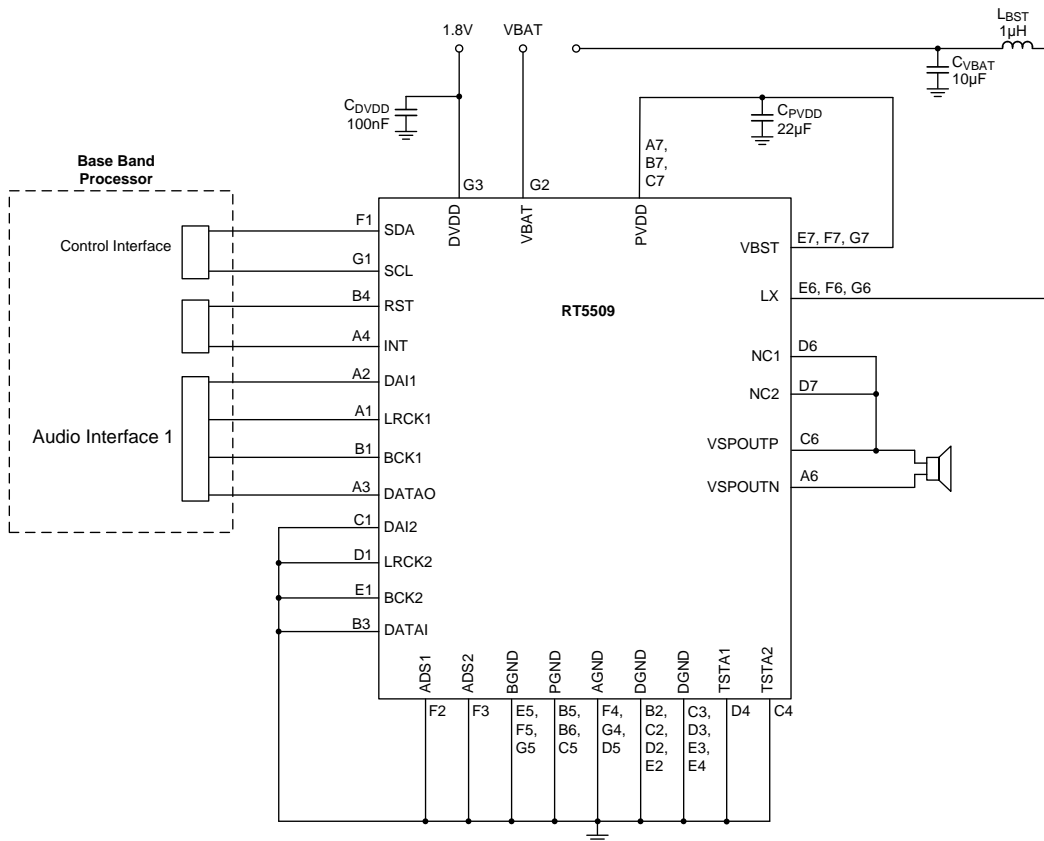 1.8V
VBAT
L_BST
1µH
C_VBAT
10µF
C_DVDD
100nF
C_PVDD
22µF
A7,
B7,
C7
Base Band
Processor
G3
G2
DVDD
VBAT
PVDD
Control Interface
F1
SDA
G1
SCL
B4
RST
A4
INT
A2
DAI1
Audio Interface 1
A1
LRCK1
B1
BCK1
A3
DATAO
C1
DAI2
D1
LRCK2
E1
BCK2
B3
DATAI
RT5509
VBST
E7, F7, G7
LX
E6, F6, G6
NC1
D6
NC2
D7
VSPOUTP
C6
VSPOUTN
A6
ADS1
ADS2
BGND
PGND
AGND
DGND
DGND
TSTA1
TSTA2
F2
F3
E5,
F5,
G5
B5,
B6,
C5
F4,
G4,
D5
B2,
C2,
D2,
E2
C3,
D3,
E3,
E4
D4
C4